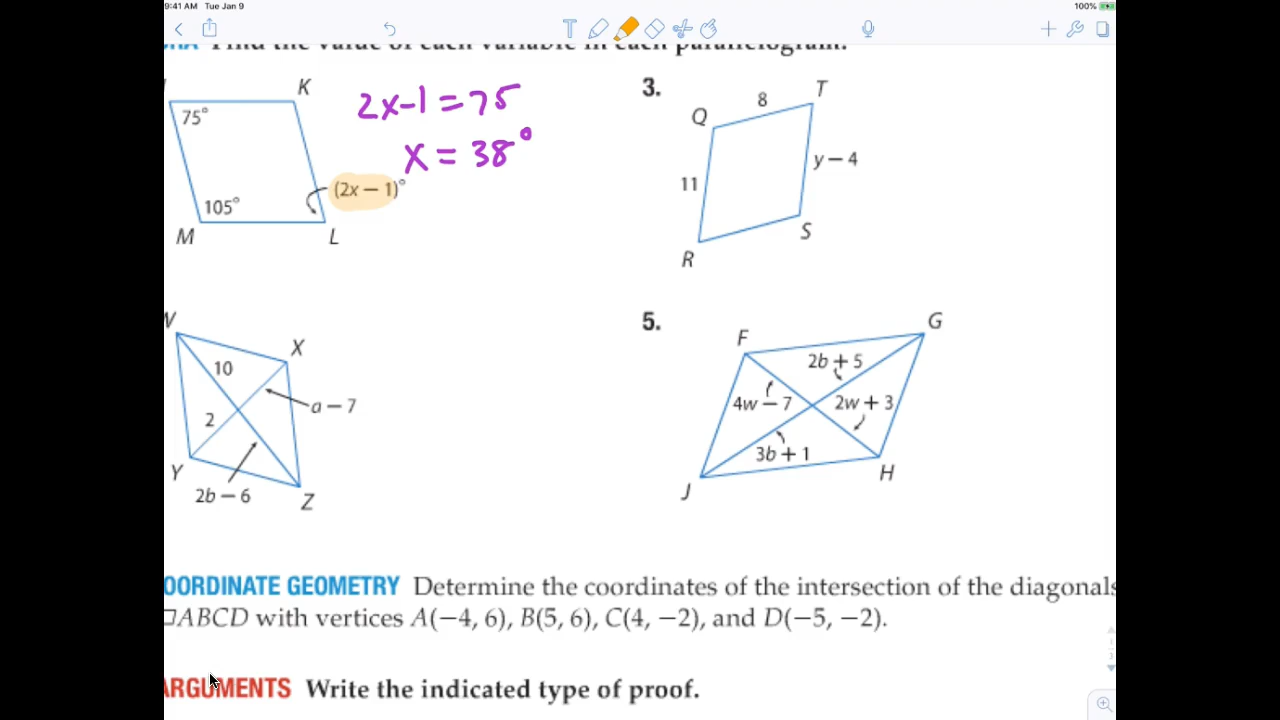 9:41 AM Tue Jan 9
100%
Find the value of each variable in each parallelogram.
K
75°
105°
(2x − 1)°
M
L
2x-1 = 75
x = 38°
3.
Q
8
T
y − 4
11
S
R
X
10
a − 7
2
Y
2b − 6
Z
5.
F
G
2b + 5
4w − 7
2w + 3
3b + 1
H
J
OORDINATE GEOMETRY Determine the coordinates of the intersection of the diagonals
▱ABCD with vertices A(−4, 6), B(5, 6), C(4, −2), and D(−5, −2).
ARGUMENTS Write the indicated type of proof.